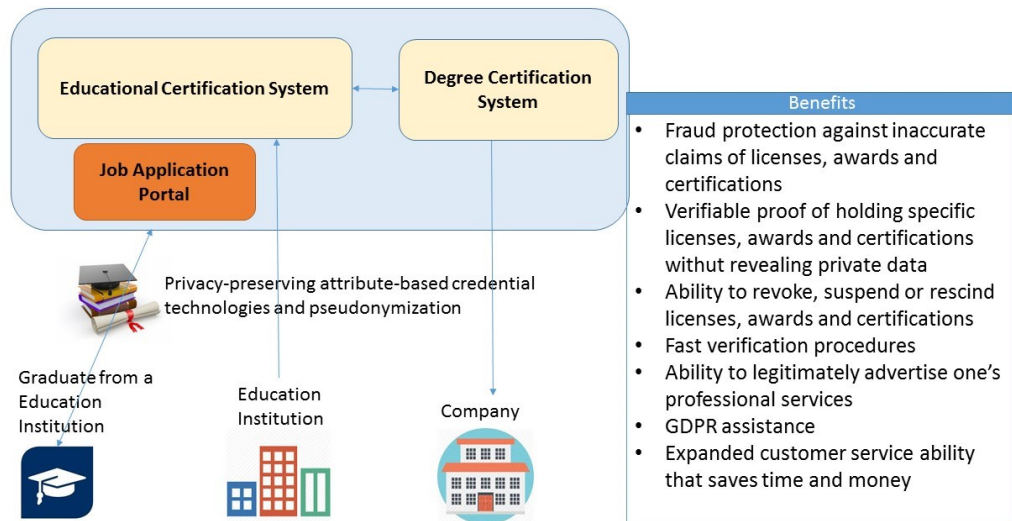 Educational Certification System
Degree Certification
System
Job Application
Portal
Privacy-preserving attribute-based credential
technologies and pseudonymization
Graduate from a
Education
Institution
Education
Institution
Company
Benefits
• Fraud protection against inaccurate
claims of licenses, awards and
certifications
• Verifiable proof of holding specific
licenses, awards and certifications
withut revealing private data
• Ability to revoke, suspend or rescind
licenses, awards and certifications
• Fast verification procedures
• Ability to legitimately advertise one’s
professional services
• GDPR assistance
• Expanded customer service ability
that saves time and money